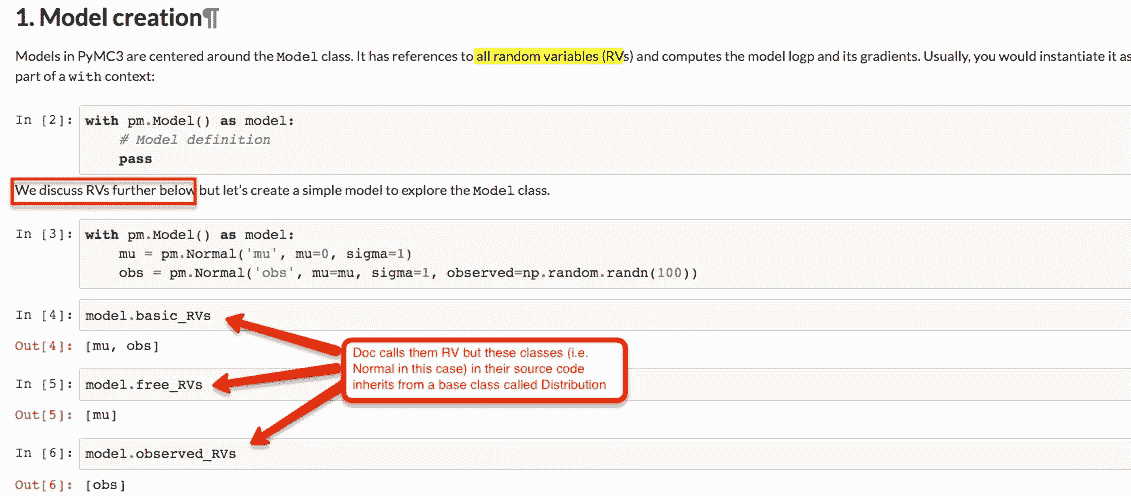 1. Model creation¶
Models in PyMC3 are centered around the Model class. It has references to all random variables (RVs) and computes the model logp and its gradients. Usually, you would instantiate it as
part of a with context:
In [2]: with pm.Model() as model:
# Model definition
pass
We discuss RVs further below but let's create a simple model to explore the Model class.
In [3]: with pm.Model() as model:
mu = pm.Normal('mu', mu=0, sigma=1)
obs = pm.Normal('obs', mu=mu, sigma=1, observed=np.random.randn(100))
In [4]: model.basic_RVs
Out[4]: [mu, obs]
Doc calls them RV but these classes (i.e.
Normal in this case) in their source code
inherits from a base class called Distribution
In [5]: model.free_RVs
Out[5]: [mu]
In [6]: model.observed_RVs
Out[6]: [obs]